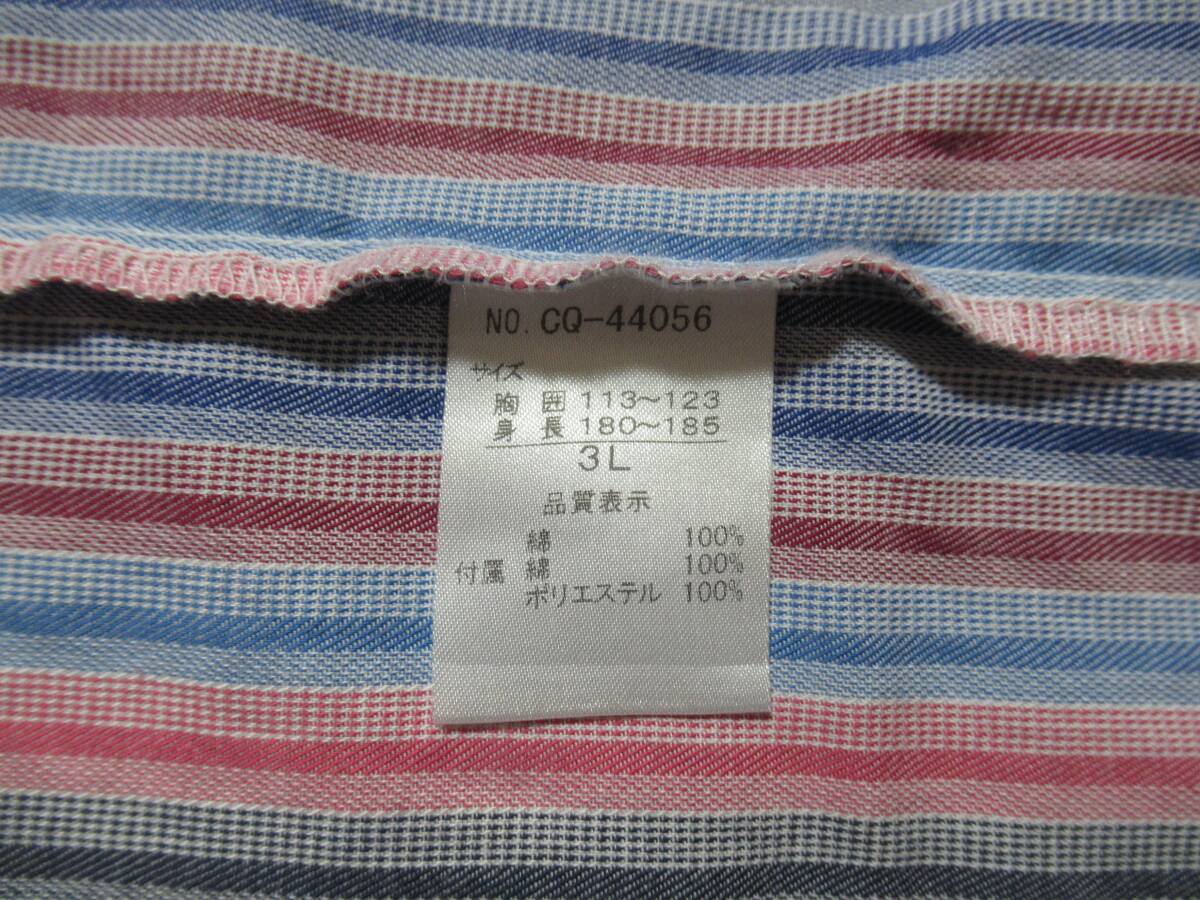 NO. CQ-44056
サイズ
胸 囲 113~123
身 長 180~185
3L
品質表示
綿 100%
付属 綿 100%
ポリエステル 100%